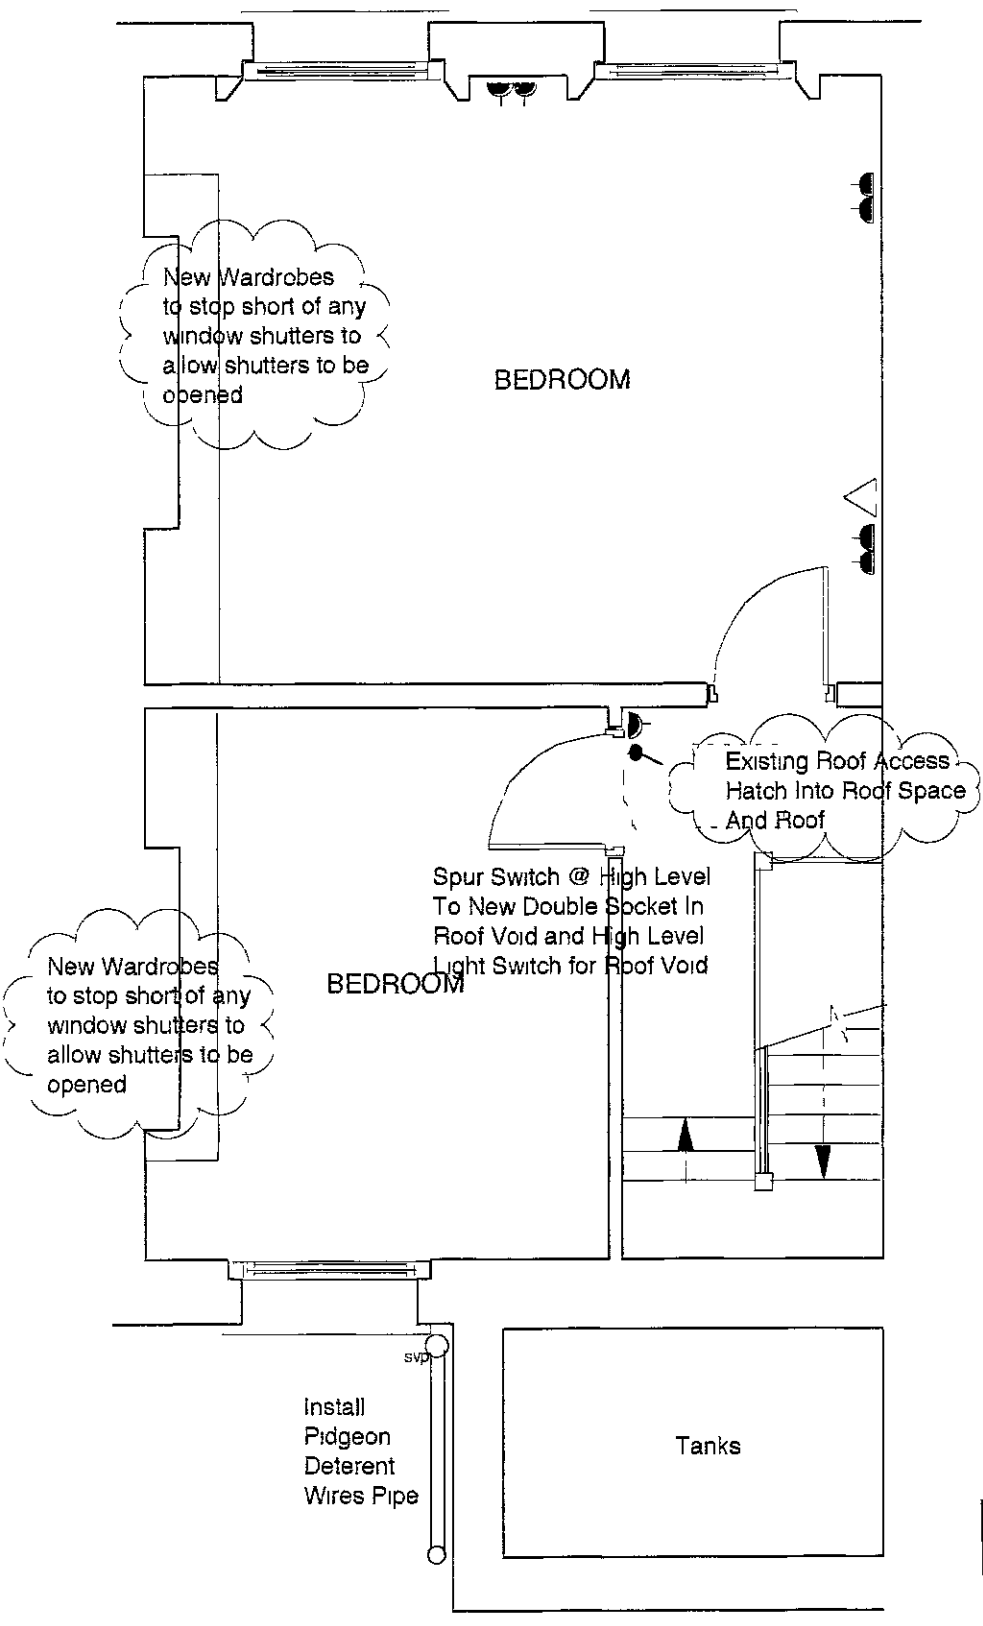 New Wardrobes
to stop short of any
window shutters to
allow shutters to be
opened
BEDROOM
Existing Roof Access
Hatch Into Roof Space
And Roof
Spur Switch @ High Level
To New Double Socket In
Roof Void and High Level
Light Switch for Roof Void
BEDROOM
New Wardrobes
to stop short of any
window shutters to
allow shutters to be
opened
svp
Install
Pidgeon
Deterent
Wires Pipe
Tanks